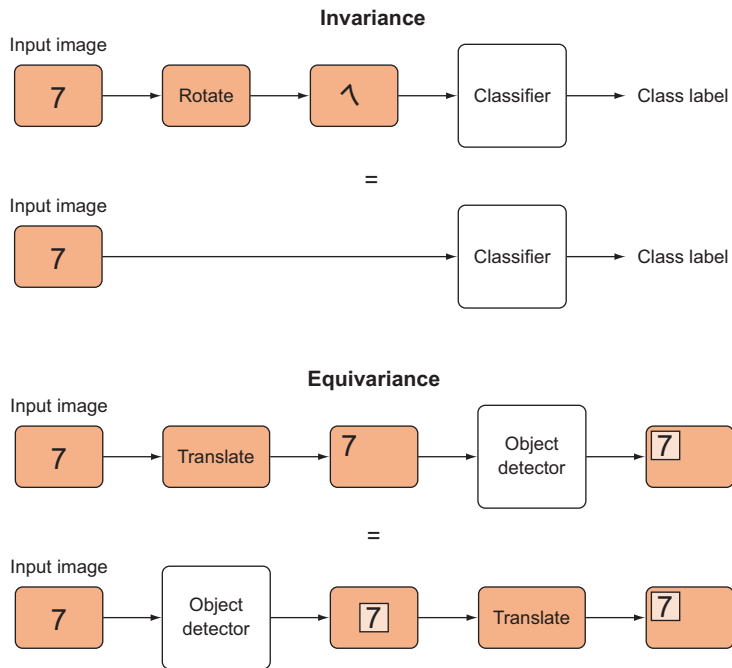 Invariance
Input image
7 Rotate 7 Classifier Class label
=
Input image
7 Classifier Class label
Equivariance
Input image
7 Translate 7 Object
detector 7
=
Input image
7 Object
detector 7 Translate 7